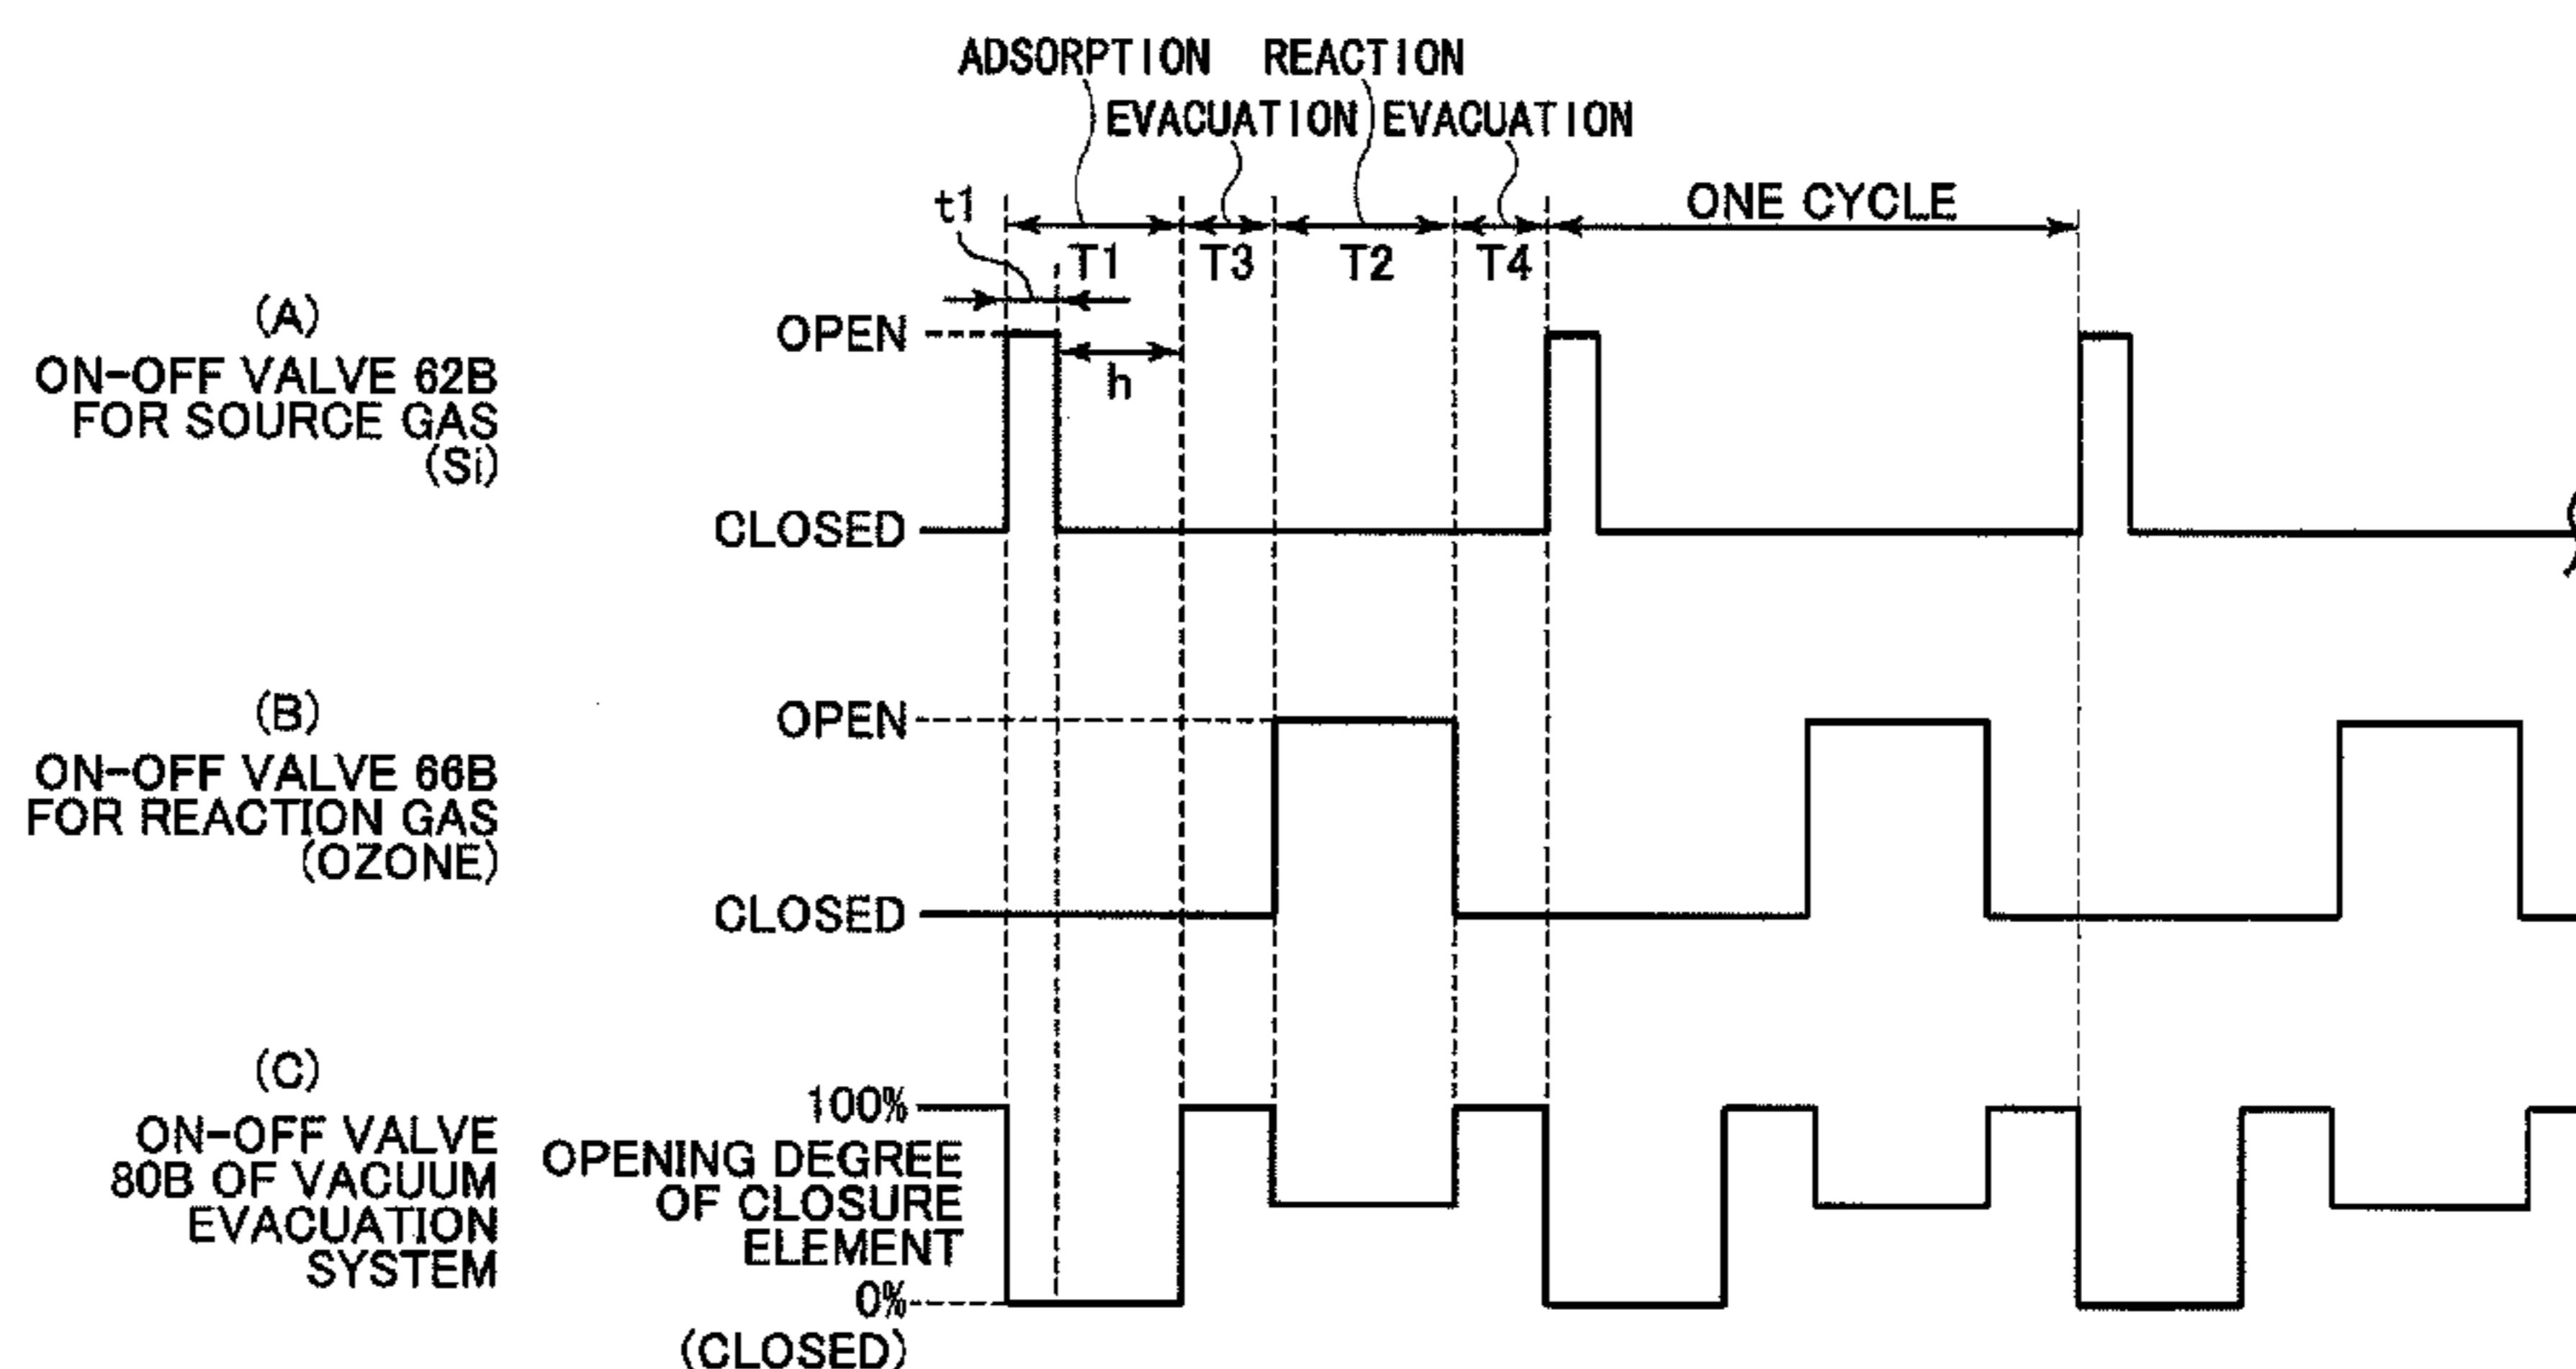 ADSORPTION REACTION
EVACUATION EVACUATION
t1
ONE CYCLE
T1 T3 T2 T4
h
(A)
ON-OFF VALVE 62B
FOR SOURCE GAS
(Si)
OPEN
CLOSED
(B)
ON-OFF VALVE 66B
FOR REACTION GAS
(OZONE)
OPEN
CLOSED
(C)
ON-OFF VALVE
80B OF VACUUM
EVACUATION
SYSTEM
100%
OPENING DEGREE
OF CLOSURE
ELEMENT
0%
(CLOSED)